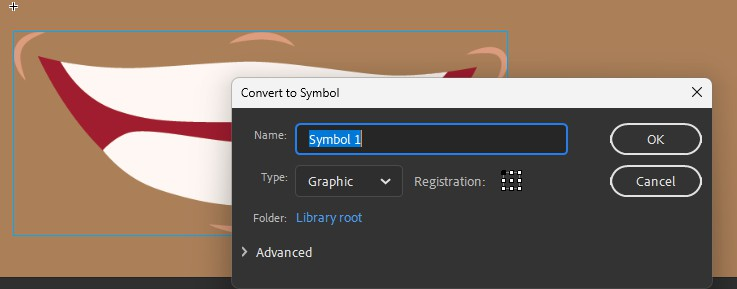 Convert to Symbol
Name: Symbol 1 OK
Type: Graphic Registration: Cancel
Folder: Library root
Advanced